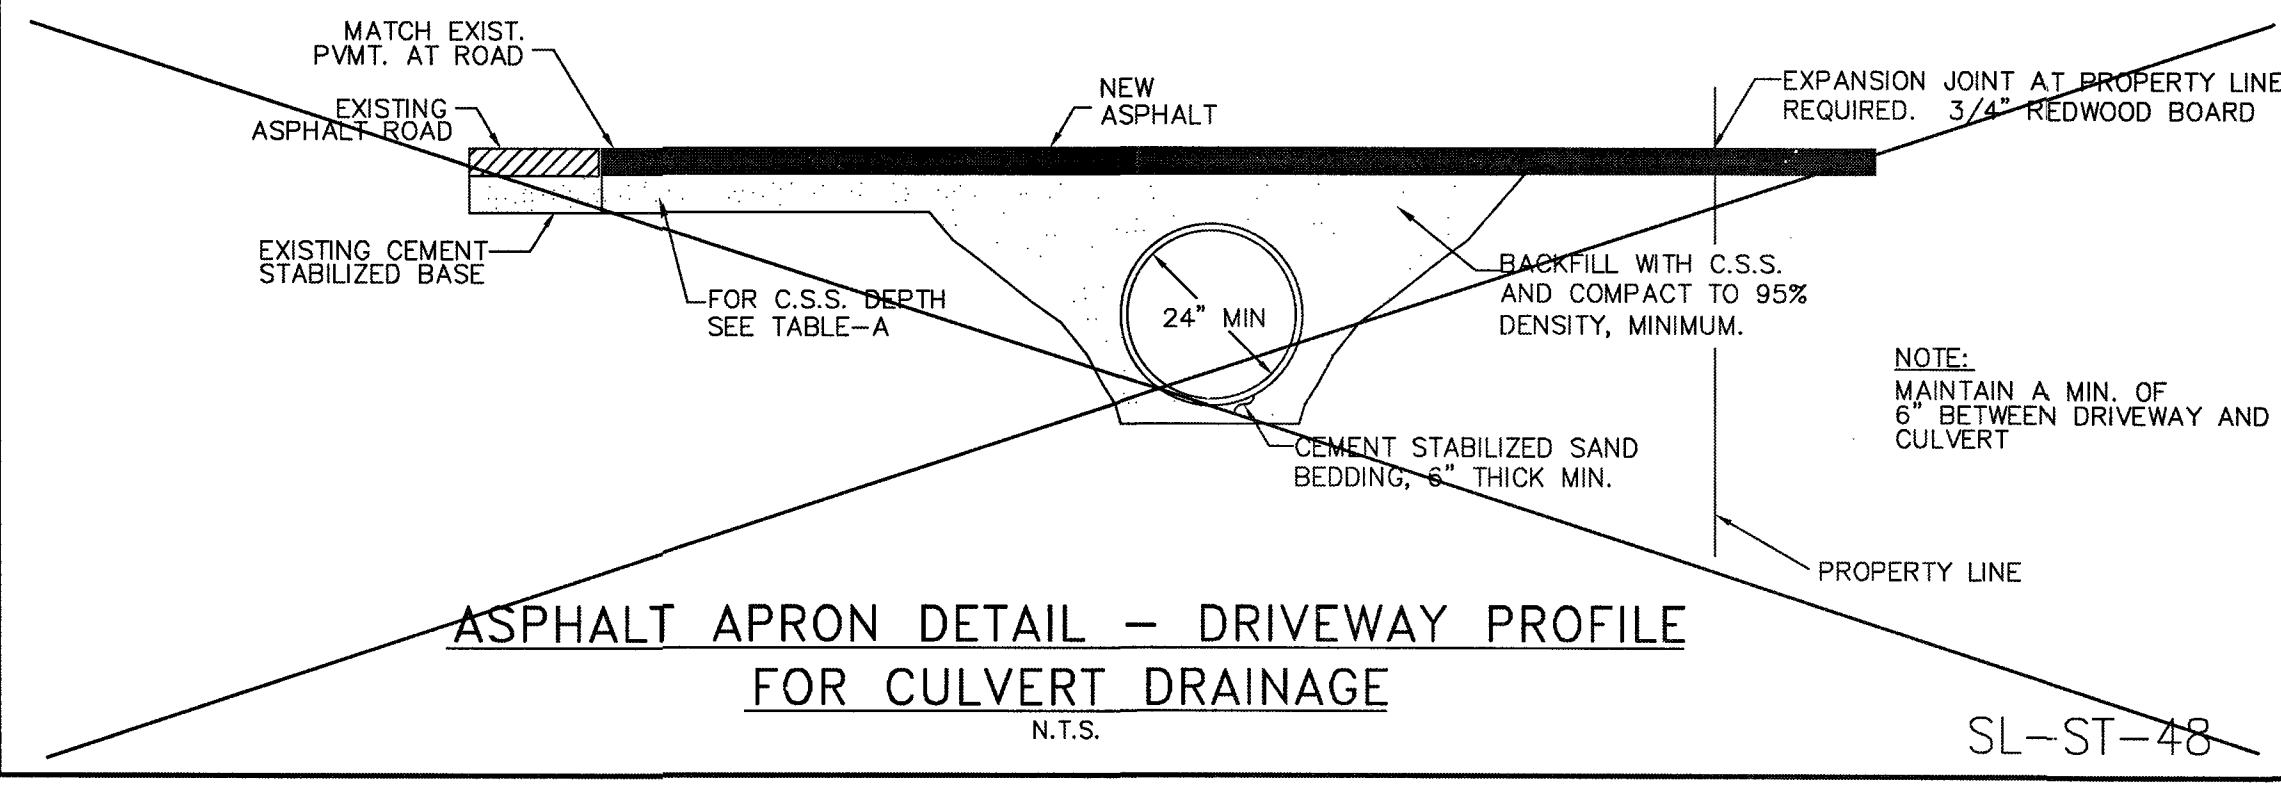 MATCH EXIST.
PVMT. AT ROAD
EXISTING
ASPHALT ROAD
NEW
ASPHALT
EXPANSION JOINT AT PROPERTY LINE
REQUIRED. 3/4" REDWOOD BOARD
EXISTING CEMENT
STABILIZED BASE
FOR C.S.S. DEPTH
SEE TABLE-A
24" MIN
BACKFILL WITH C.S.S.
AND COMPACT TO 95%
DENSITY, MINIMUM.
NOTE:
MAINTAIN A MIN. OF
6" BETWEEN DRIVEWAY AND
CULVERT
CEMENT STABILIZED SAND
BEDDING, 6" THICK MIN.
PROPERTY LINE
ASPHALT APRON DETAIL - DRIVEWAY PROFILE
FOR CULVERT DRAINAGE
N.T.S.
SL-ST-48